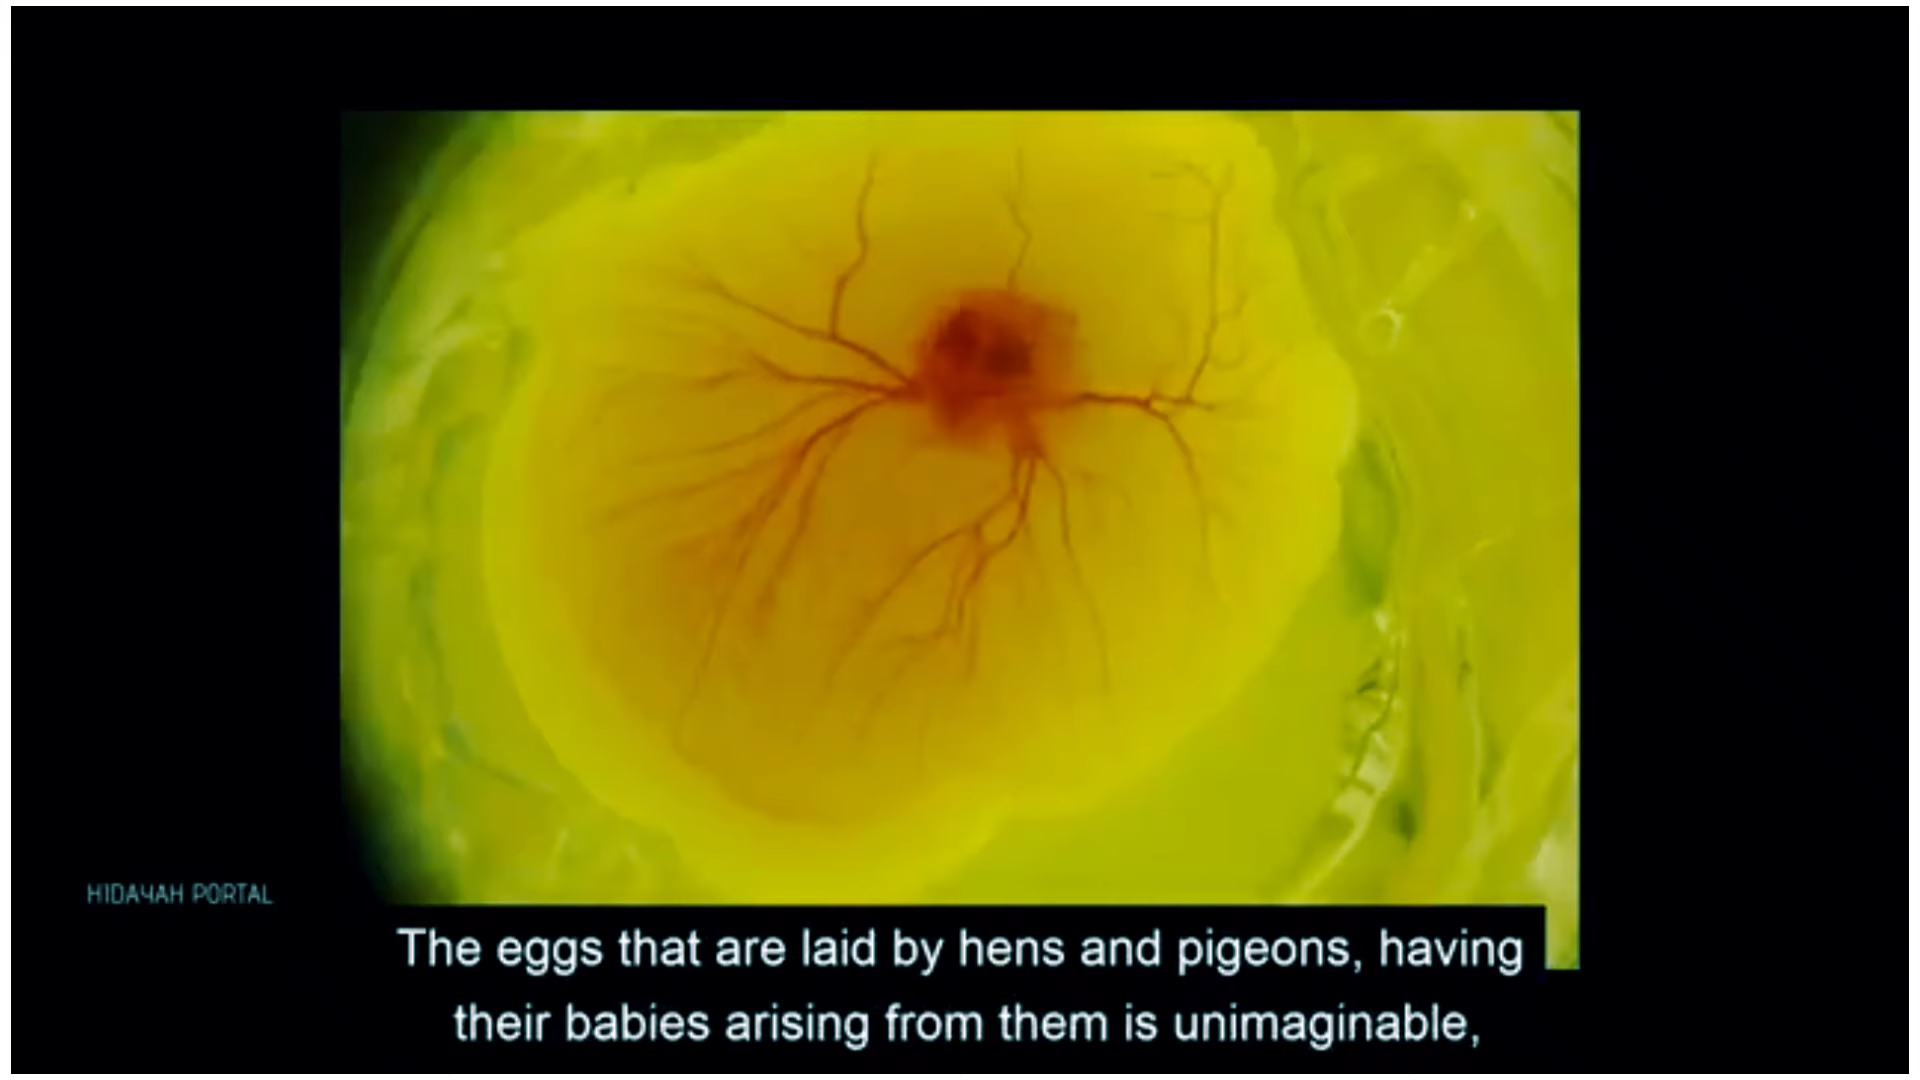 HIDAYAH PORTAL
The eggs that are laid by hens and pigeons, having
their babies arising from them is unimaginable,